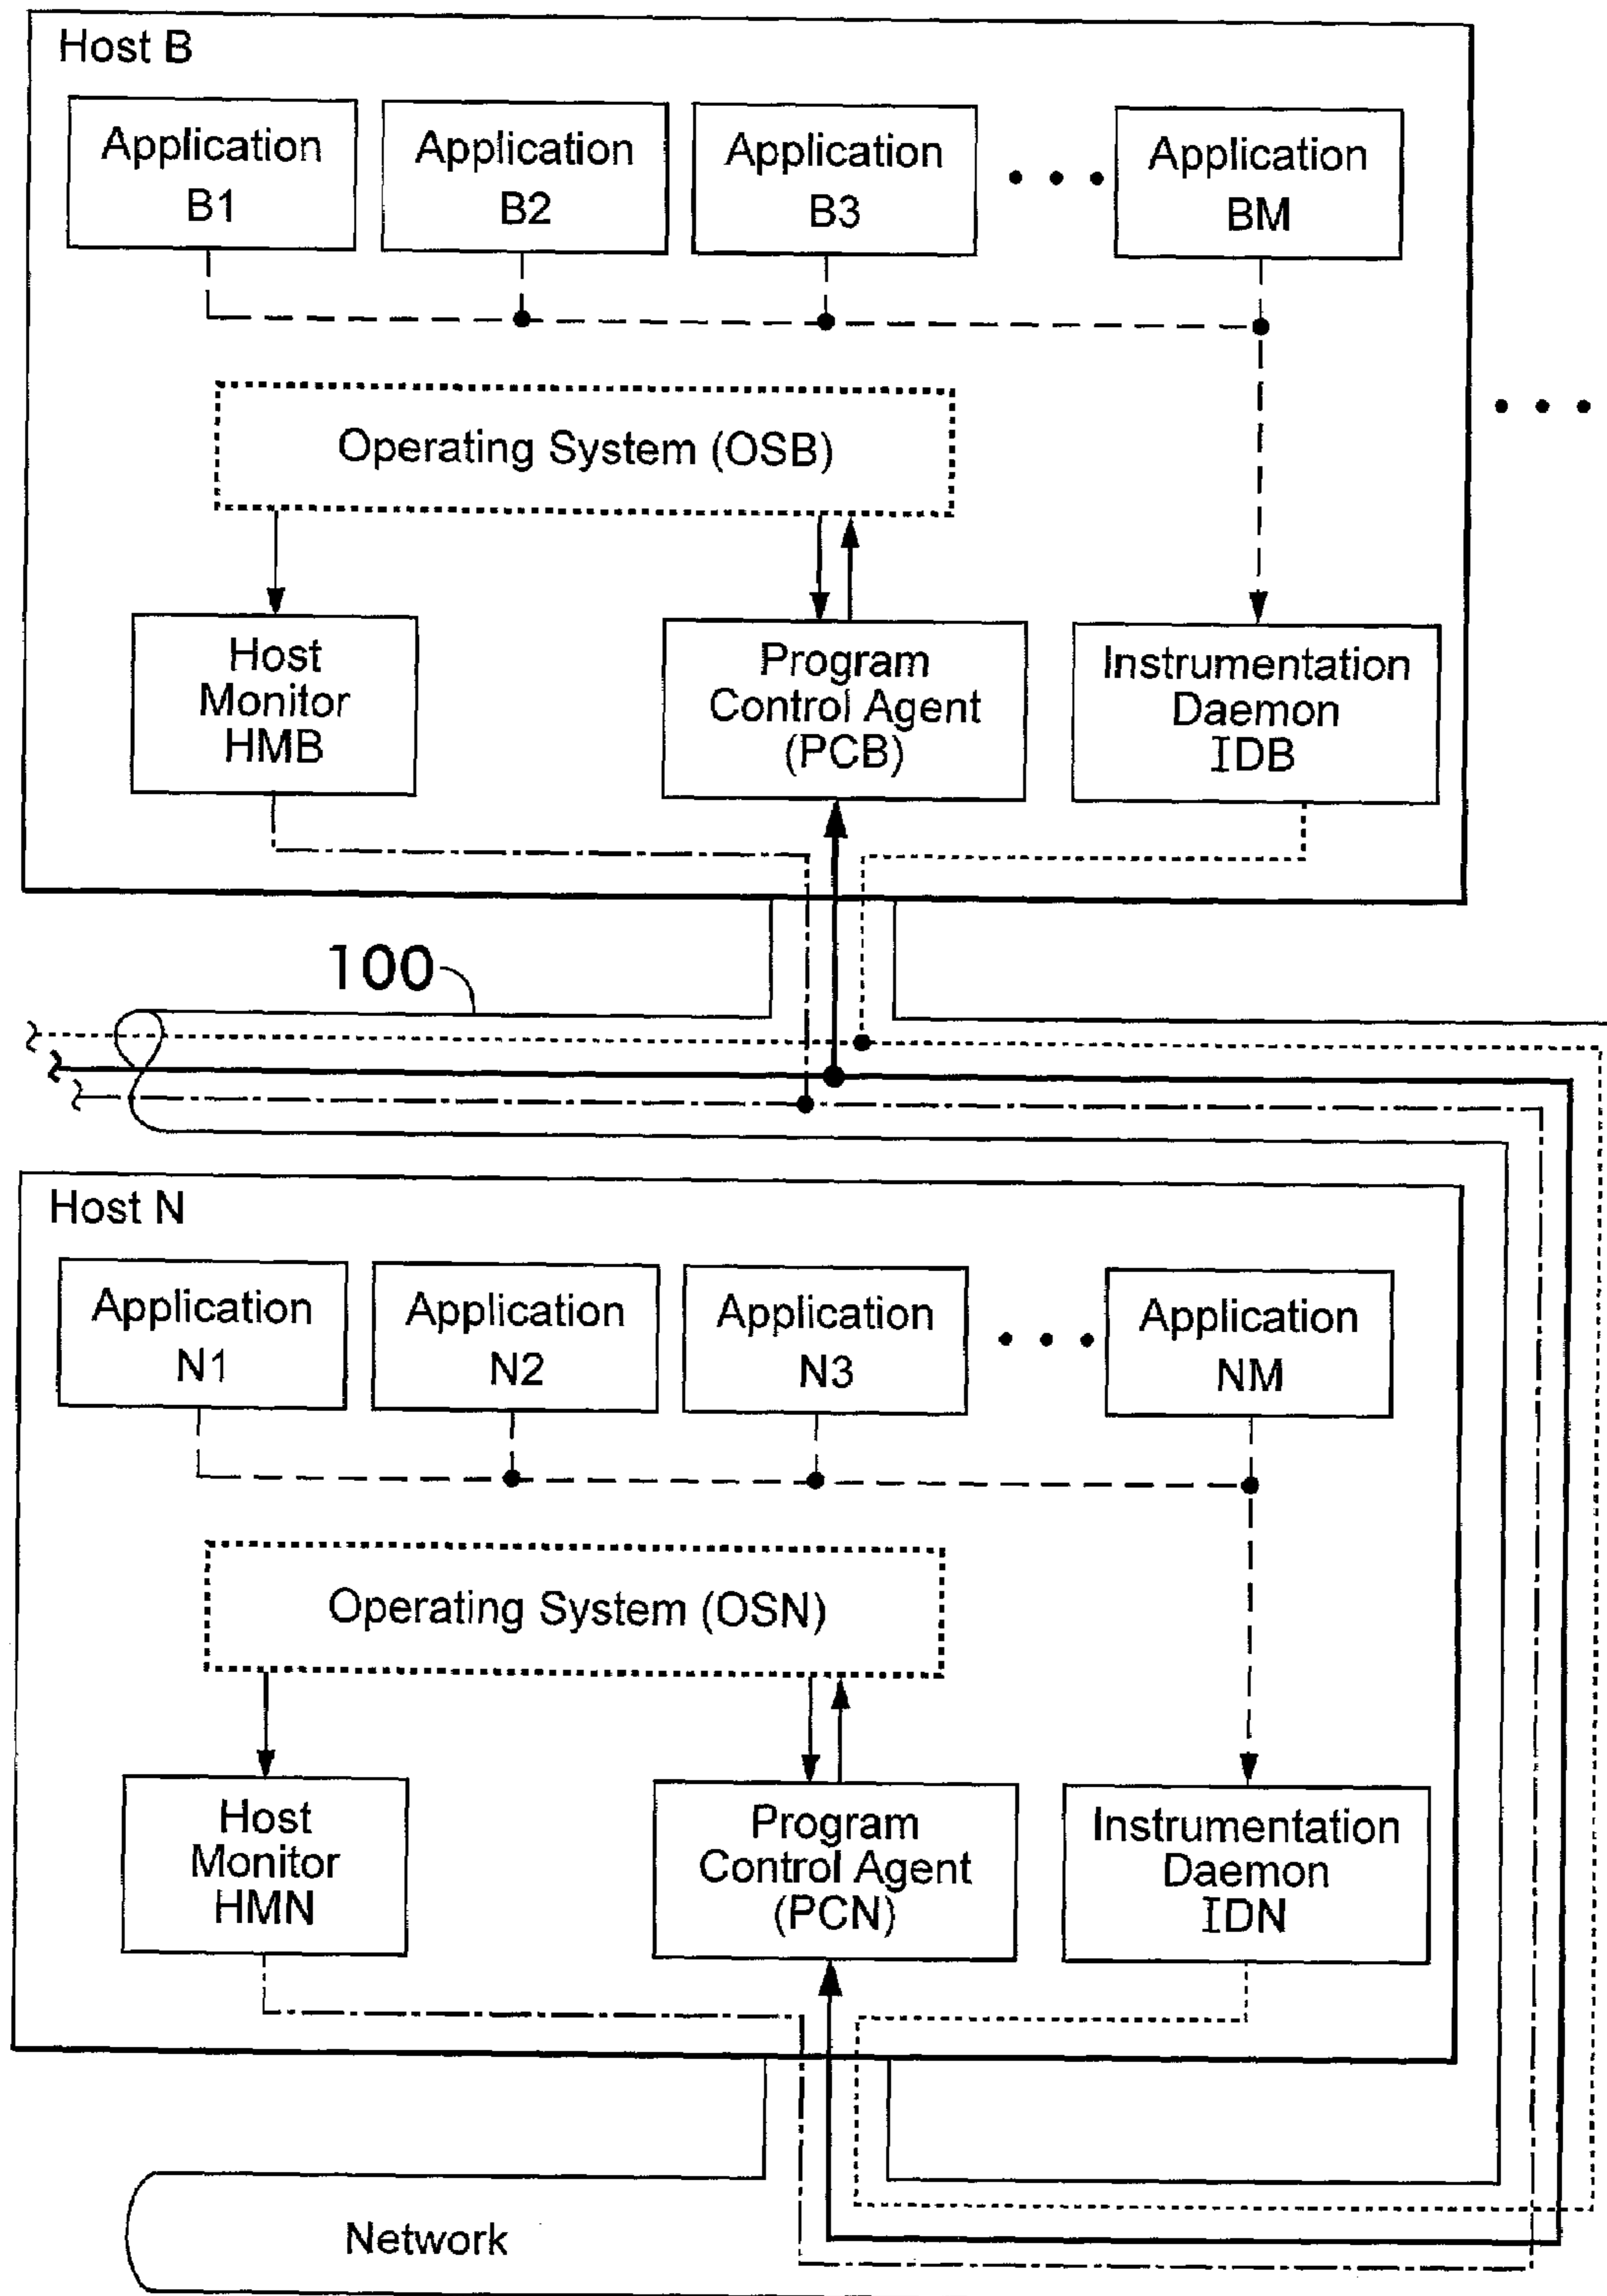 Host B
Application
B1
Application
B2
Application
B3
Application
BM
Operating System (OSB)
Host
Monitor
HMB
Program
Control Agent
(PCB)
Instrumentation
Daemon
IDB
100
Host N
Application
N1
Application
N2
Application
N3
Application
NM
Operating System (OSN)
Host
Monitor
HMN
Program
Control Agent
(PCN)
Instrumentation
Daemon
IDN
Network